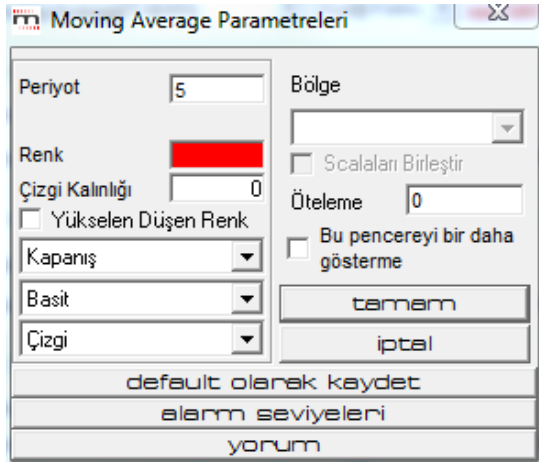 Moving Average Parametreleri
Periyot
5
Renk
Çizgi Kalınlığı
0
Yükselen Düşen Renk
Kapanış
Basit
Çizgi
Bölge
Scalaları Birleştir
Öteleme
0
Bu pencereyi bir daha
gösterme
tamam
iptal
default olarak kaydet
alarm seviyeleri
yorum